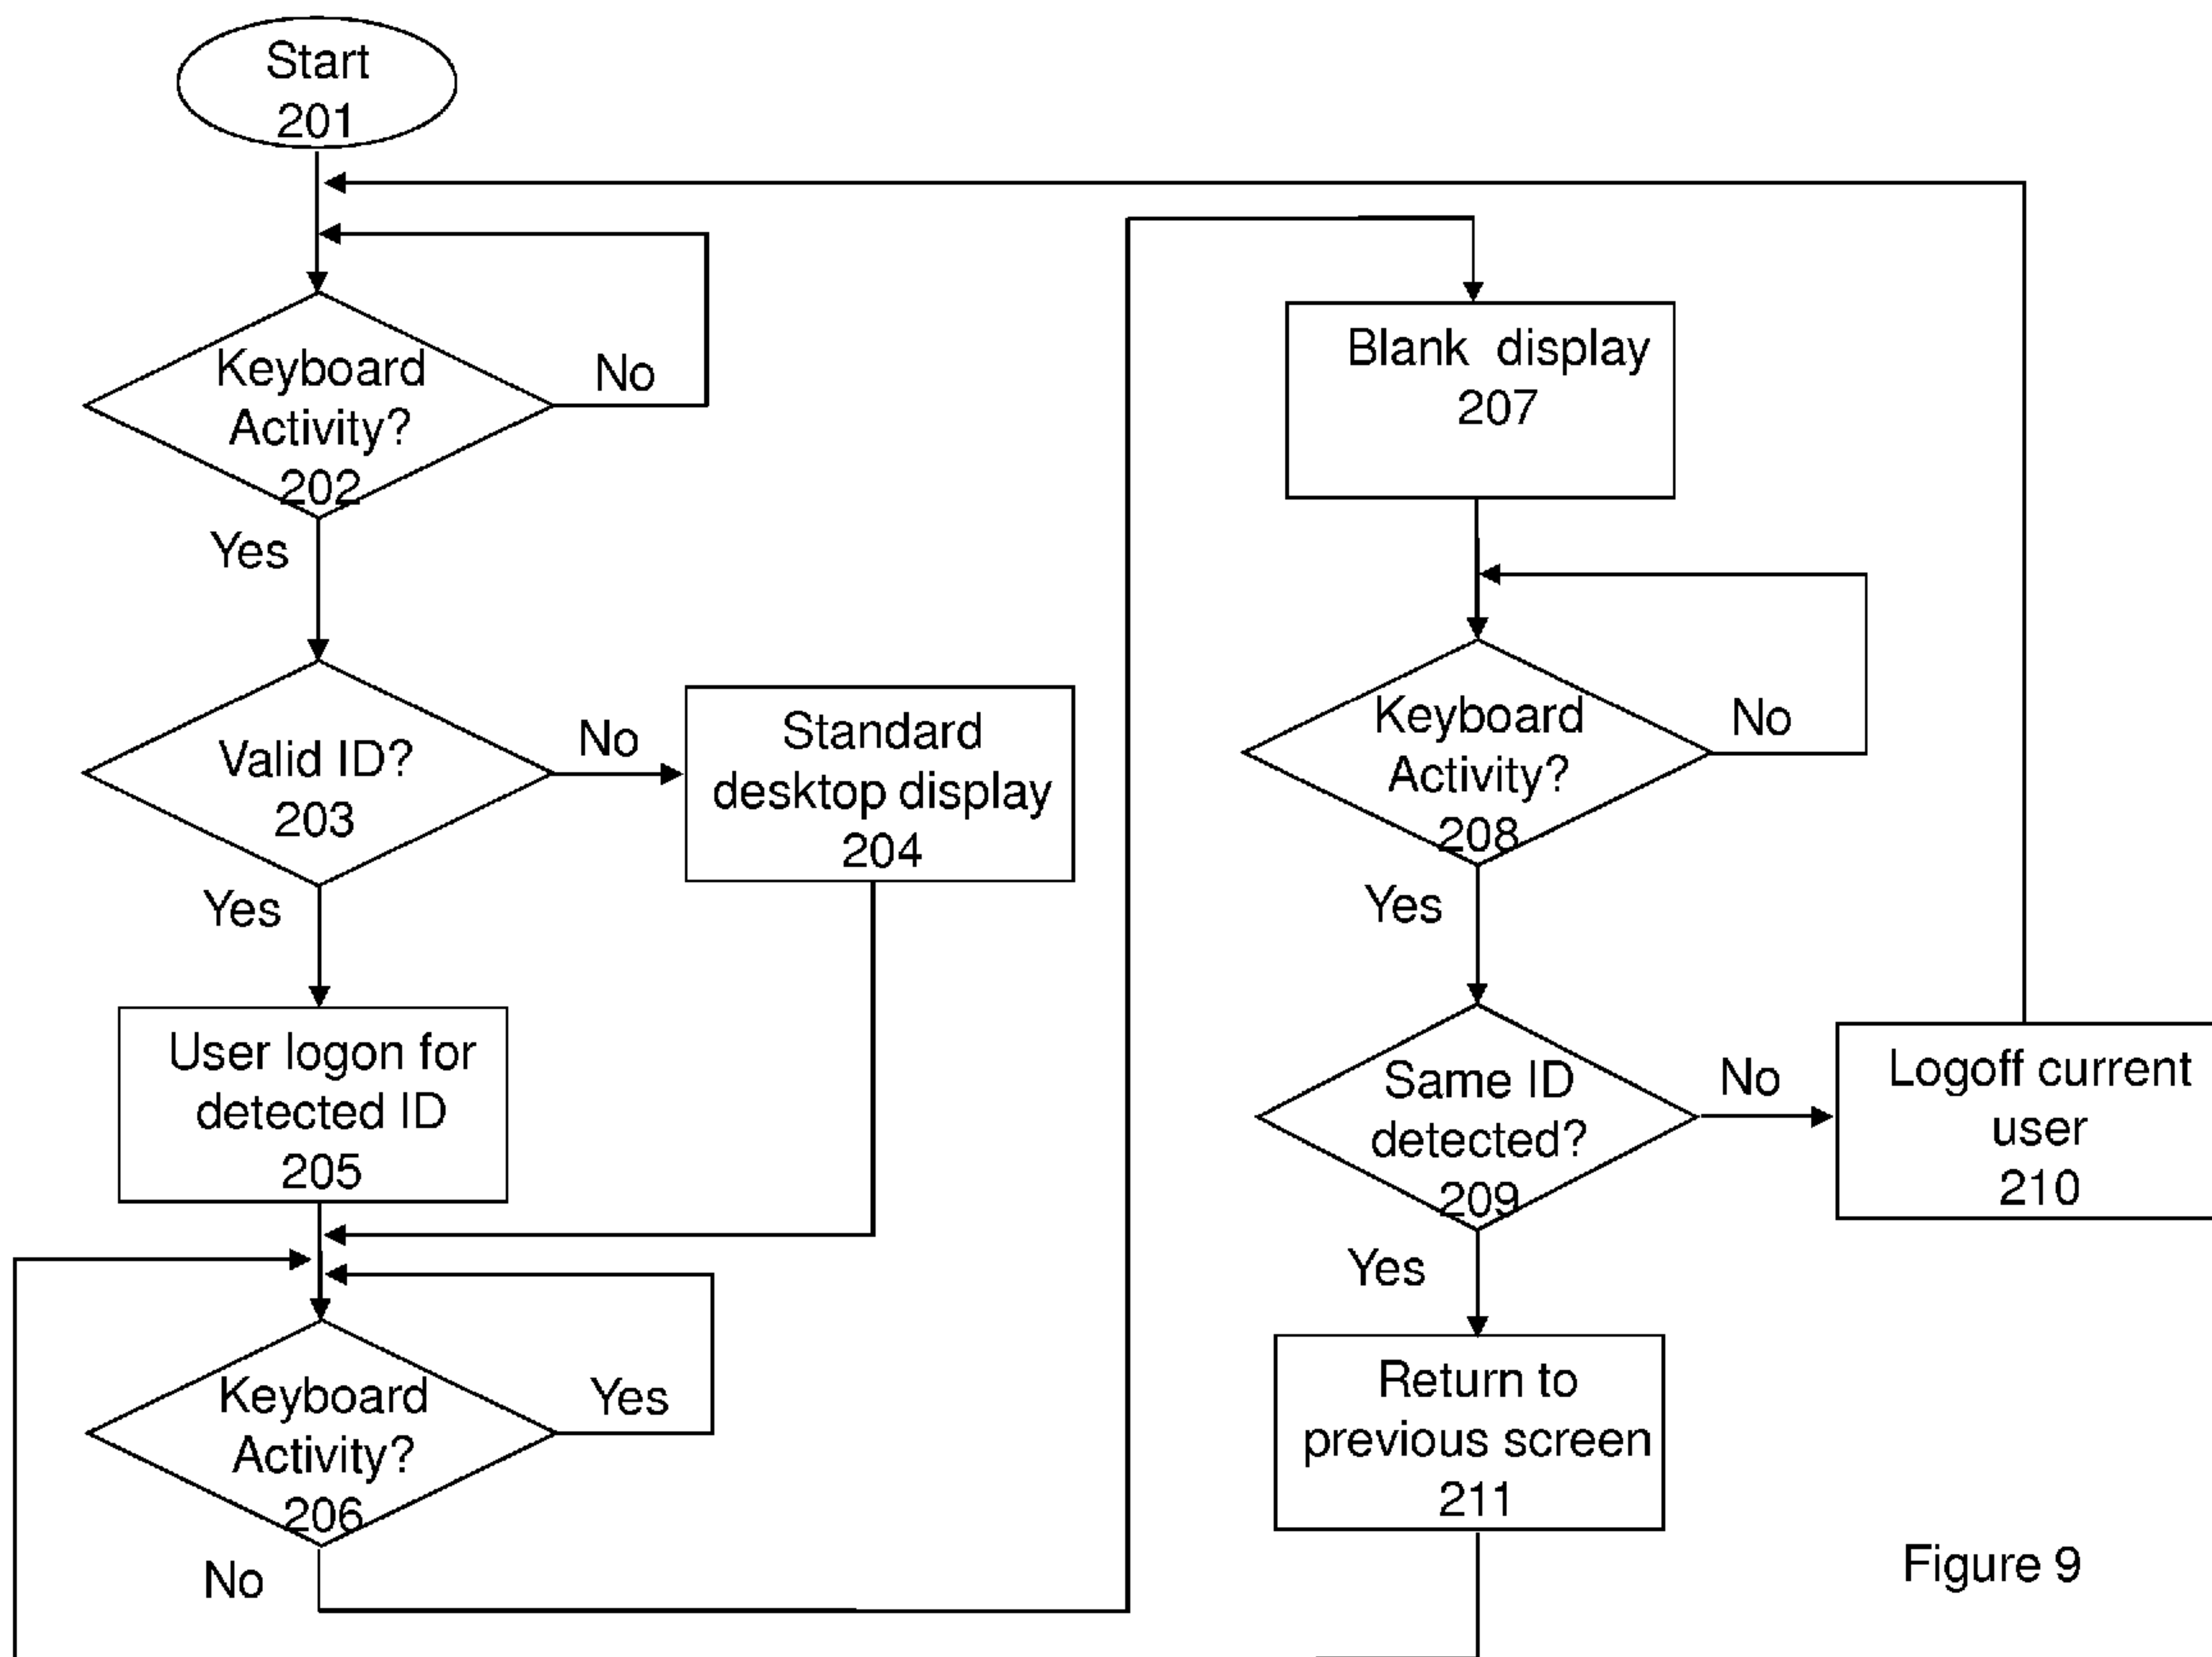 Start
201
Keyboard
Activity?
202
No
Yes
Valid ID?
203
No
Standard
desktop display
204
Yes
User logon for
detected ID
205
Keyboard
Activity?
206
Yes
No
Blank display
207
Keyboard
Activity?
208
No
Yes
Same ID
detected?
209
No
Logoff current
user
210
Yes
Return to
previous screen
211
Figure 9